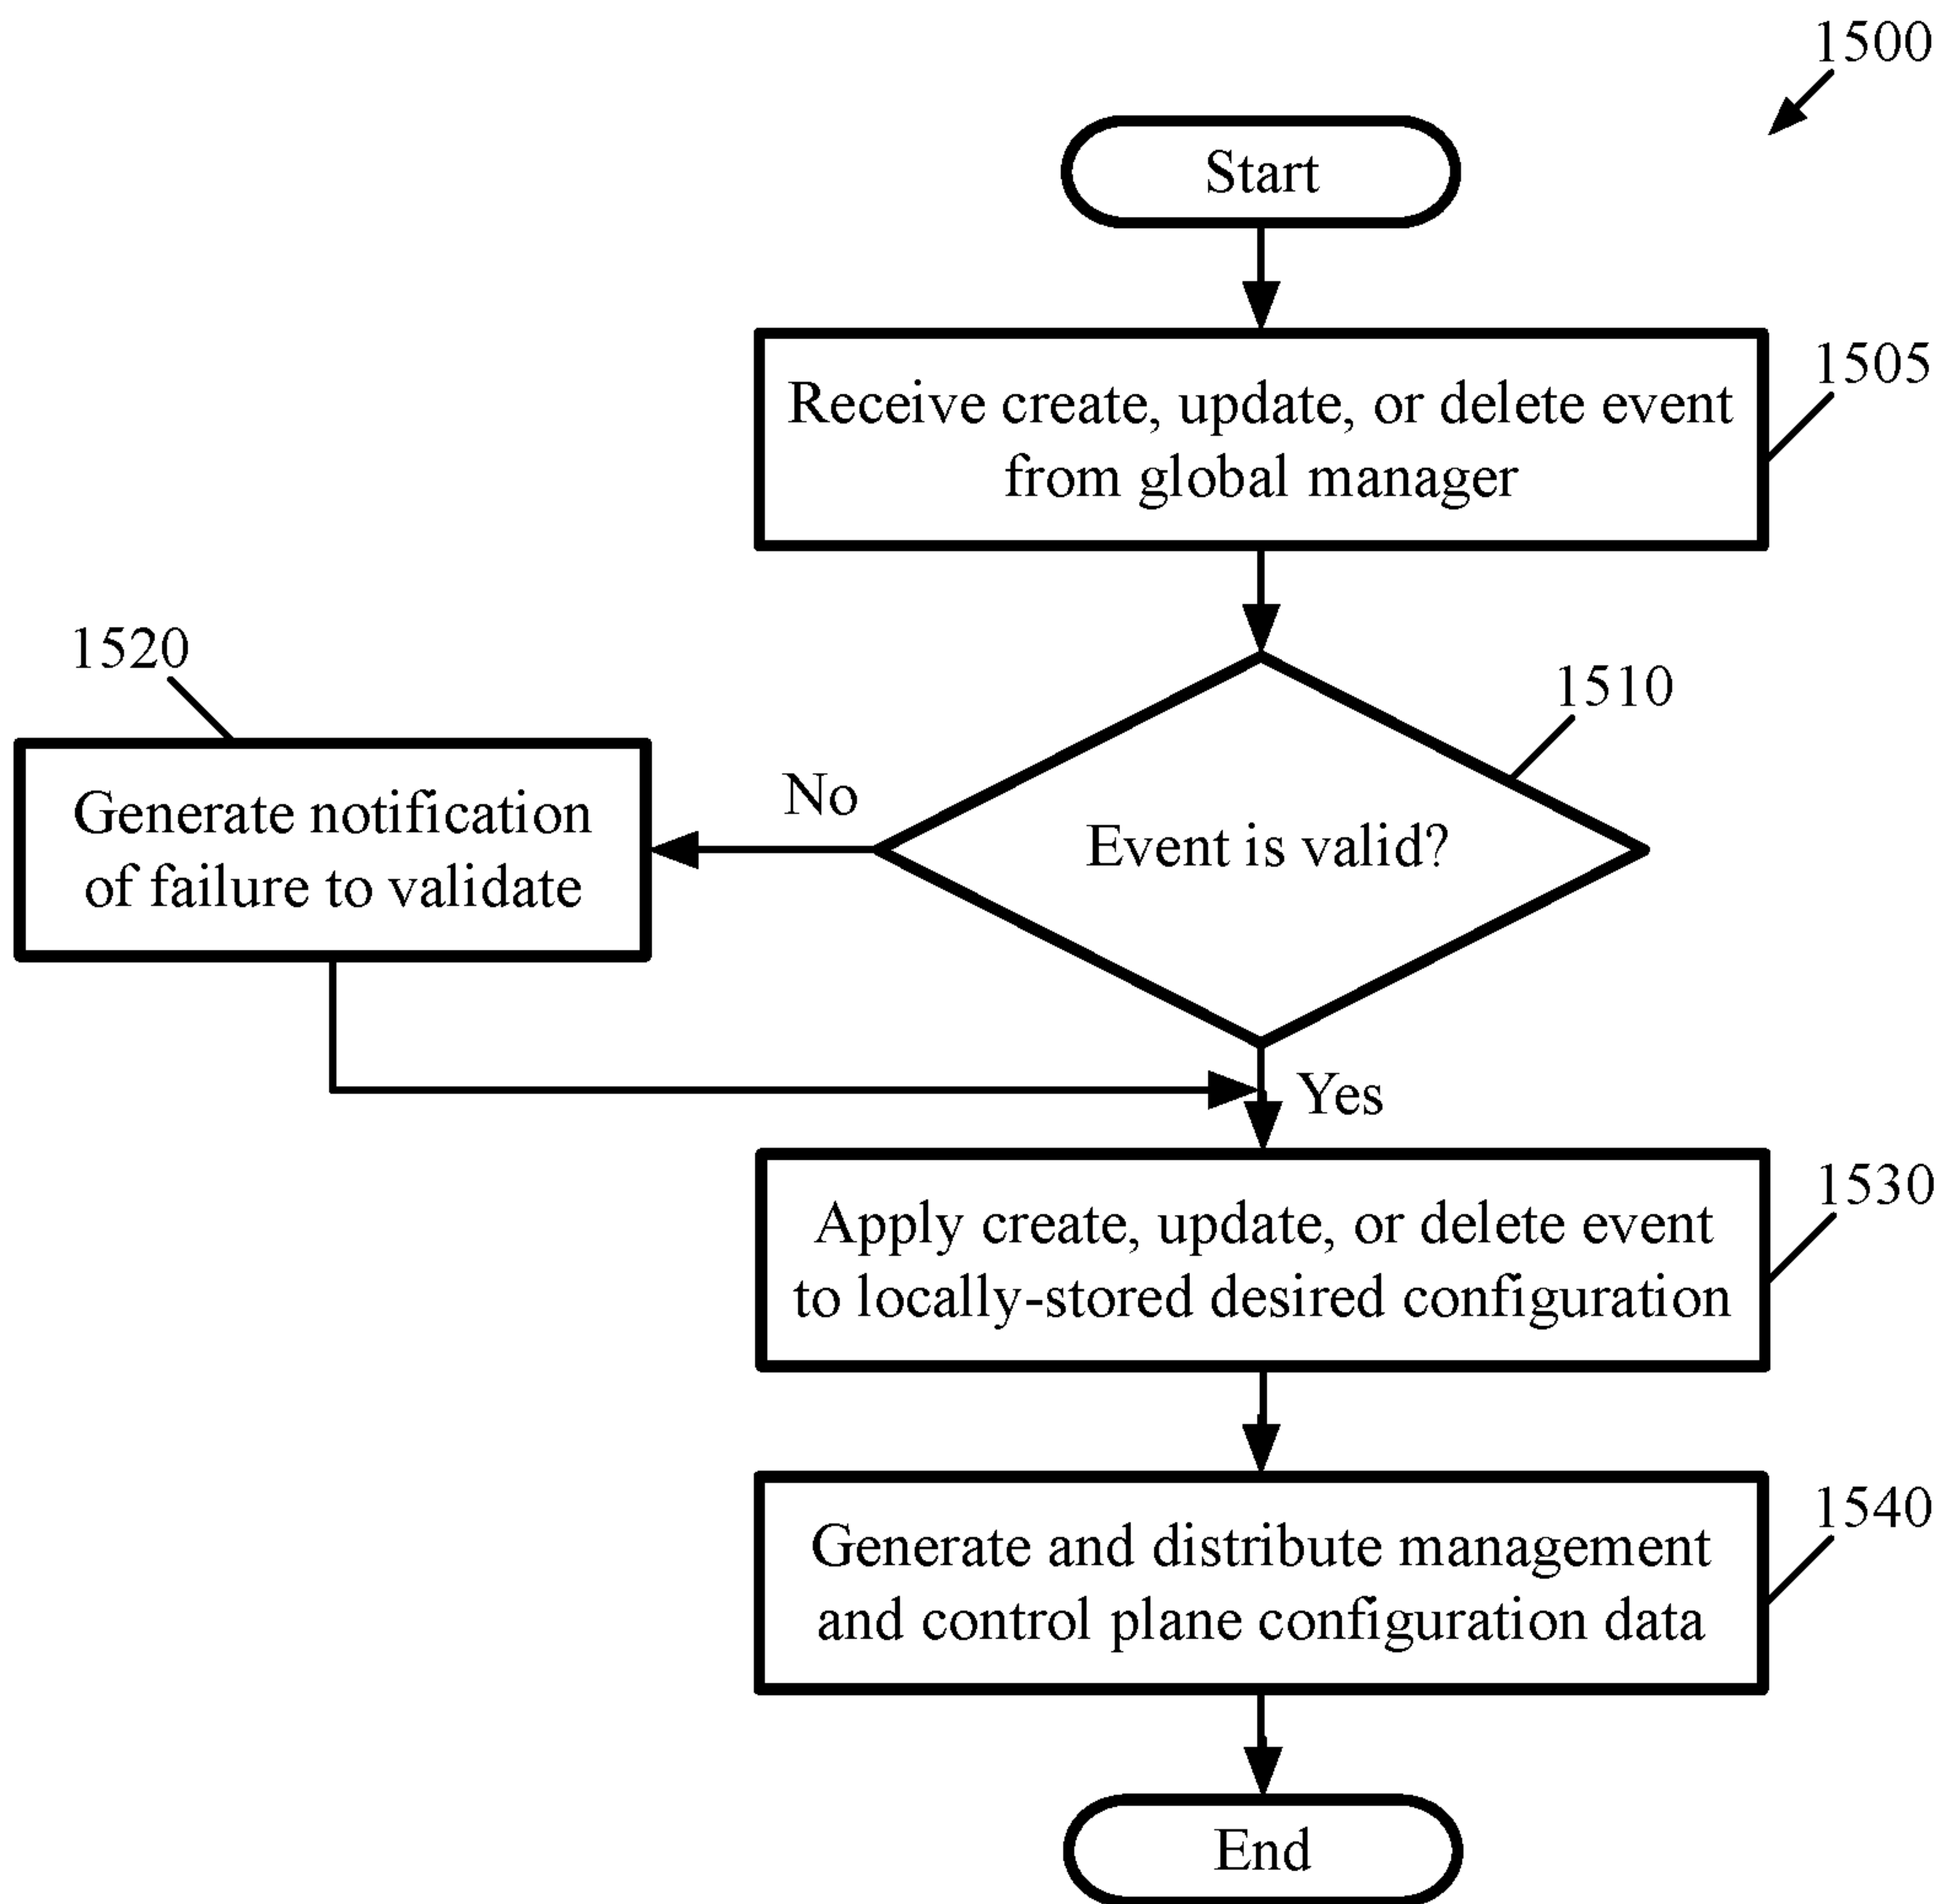 1500
Start
Receive create, update, or delete event
from global manager
1505
1510
Event is valid?
No
1520
Generate notification
of failure to validate
Yes
Apply create, update, or delete event
to locally-stored desired configuration
1530
Generate and distribute management
and control plane configuration data
1540
End